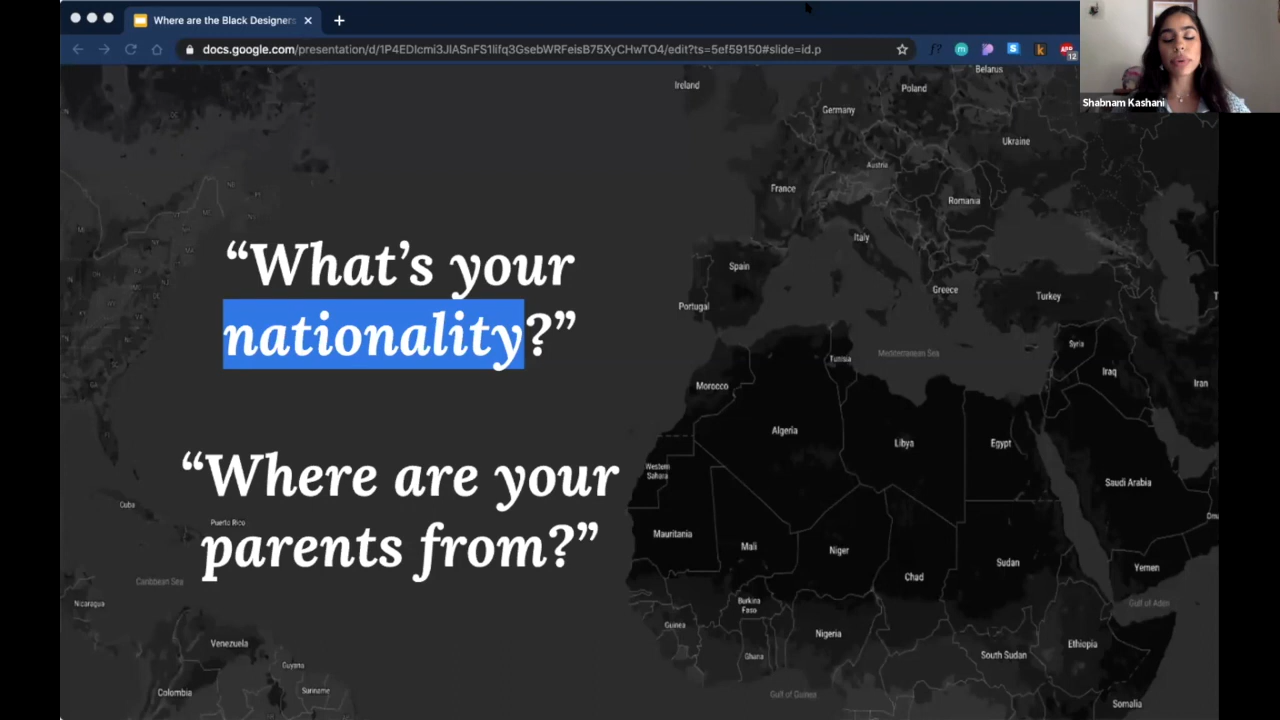 Where are the Black Designers
docs.google.com/presentation/d/1P4EDIcmi3JIASnFS1lifq3GsebWRFeisB75XyCHwTO4/edit?ts=5ef59150#slide=id.p
f?
12
Shabnam Kashani
“What’s your
nationality?”
“Where are your
parents from?”
Ireland
Belarus
Poland
Germany
Ukraine
Austria
France
Romania
Italy
Spain
Greece
Turkey
Portugal
Syria
Tunisia
Mediterranean Sea
Iraq
Iran
Morocco
Algeria
Libya
Egypt
Western
Sahara
Saudi Arabia
Cuba
Puerto Rico
Mauritania
Mali
Niger
Sudan
Yemen
Chad
Caribbean Sea
Nicaragua
Burkina
Faso
Gulf of Aden
Guinea
Nigeria
Ethiopia
Venezuela
Ghana
South Sudan
Guyana
Suriname
Colombia
Gulf of Guinea
Somalia